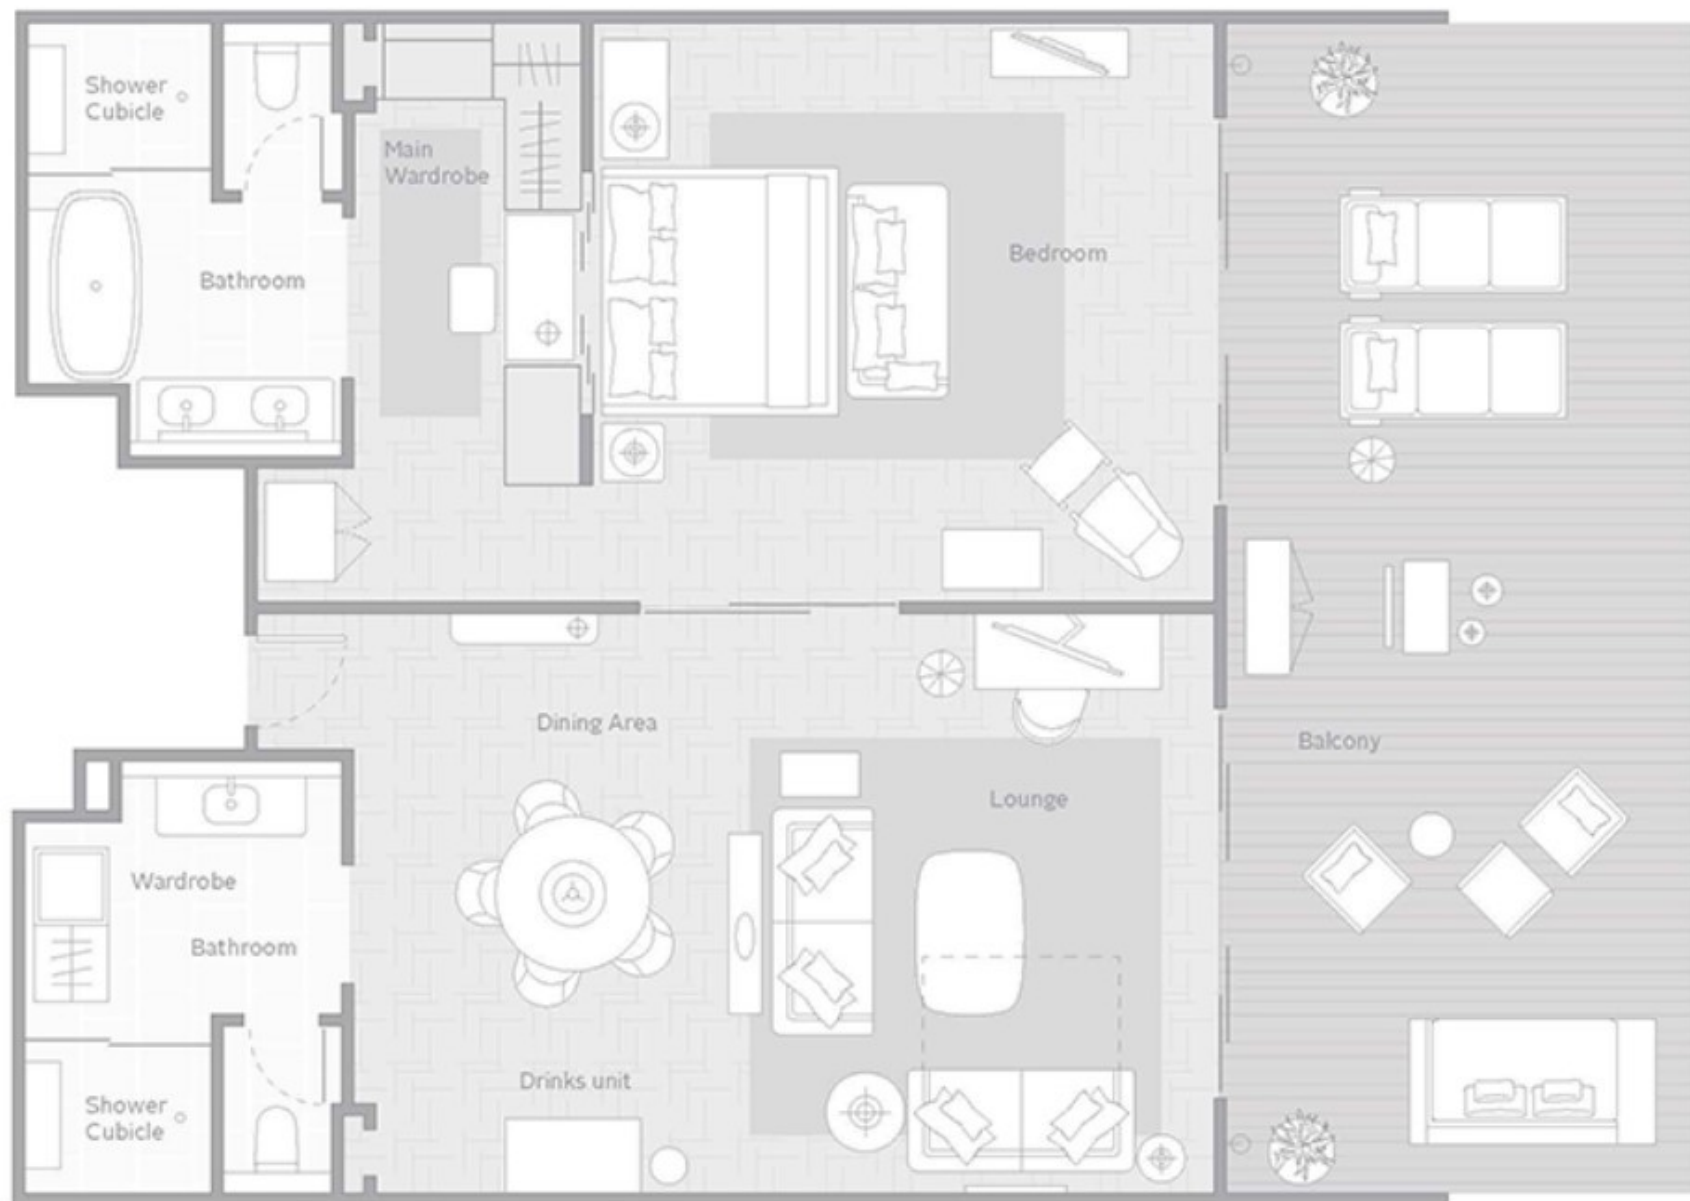 Shower
Cubicle
Main
Wardrobe
Bathroom
Bedroom
Dining Area
Balcony
Lounge
Wardrobe
Bathroom
Drinks unit
Shower
Cubicle